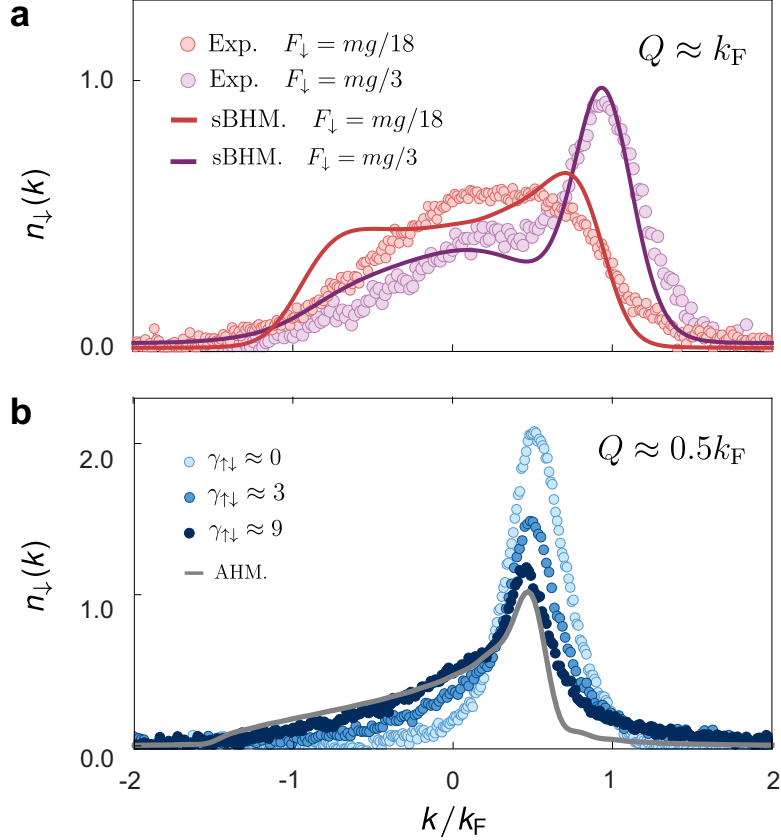 a
Exp. F↓ = mg/18
Exp. F↓ = mg/3
sBHM. F↓ = mg/18
sBHM. F↓ = mg/3
Q ≈ kF
1.0
0.0
n↓(k)
b
γ↑↓ ≈ 0
γ↑↓ ≈ 3
γ↑↓ ≈ 9
AHM.
Q ≈ 0.5kF
2.0
1.0
0.0
n↓(k)
-2 -1 0 1 2
k/kF